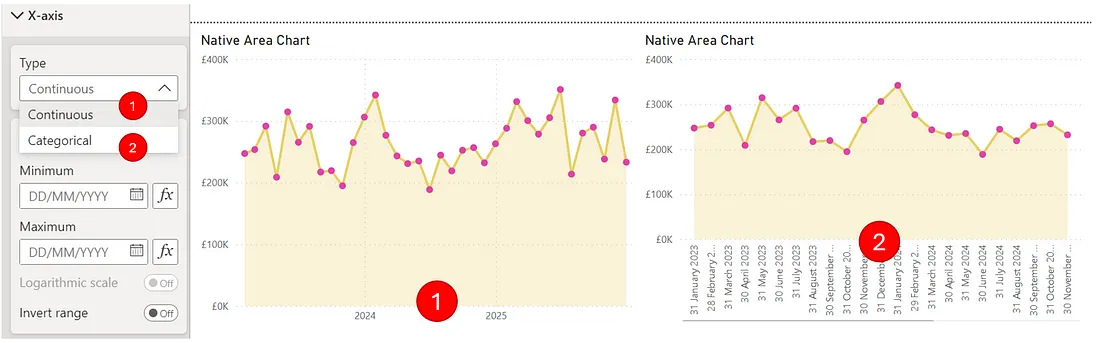 X-axis
Type
Continuous
1
Continuous
Categorical
2
Minimum
DD/MM/YYYY
fx
Maximum
DD/MM/YYYY
fx
Logarithmic scale
Off
Invert range
Off
Native Area Chart
£400K
£300K
£200K
£100K
£0K
2024
2025
1
Native Area Chart
£400K
£300K
£200K
£100K
£0K
31 January 2023
28 February 2...
31 March 2023
30 April 2023
31 May 2023
30 June 2023
31 July 2023
31 August 2023
30 September ...
31 October 20...
30 November...
31 Decemb...
31 January 202
29 February 2...
31 March 2024
30 April 2024
31 May 2024
30 June 2024
31 July 2024
31 August 2024
30 September ...
31 October 20...
30 November ...
2